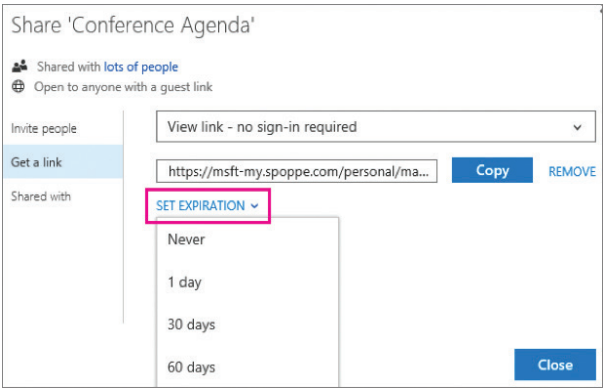 Share 'Conference Agenda'
Shared with lots of people
Open to anyone with a guest link
Invite people
Get a link
Shared with
View link - no sign-in required
https://msft-my.spoppe.com/personal/ma...
Copy
REMOVE
SET EXPIRATION
Never
1 day
30 days
60 days
Close